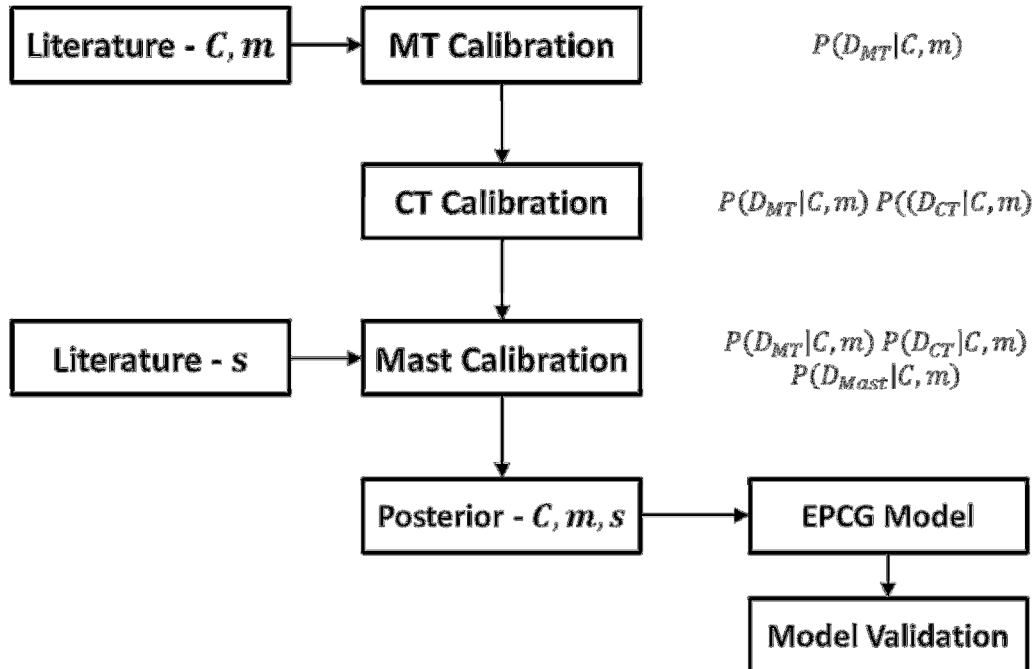 Literature - C, m
MT Calibration
P(D_MT|C, m)
CT Calibration
P(D_MT|C, m) P((D_CT|C, m)
Literature - s
Mast Calibration
P(D_MT|C, m) P(D_CT|C, m)
P(D_Mast|C, m)
Posterior - C, m, s
EPCG Model
Model Validation